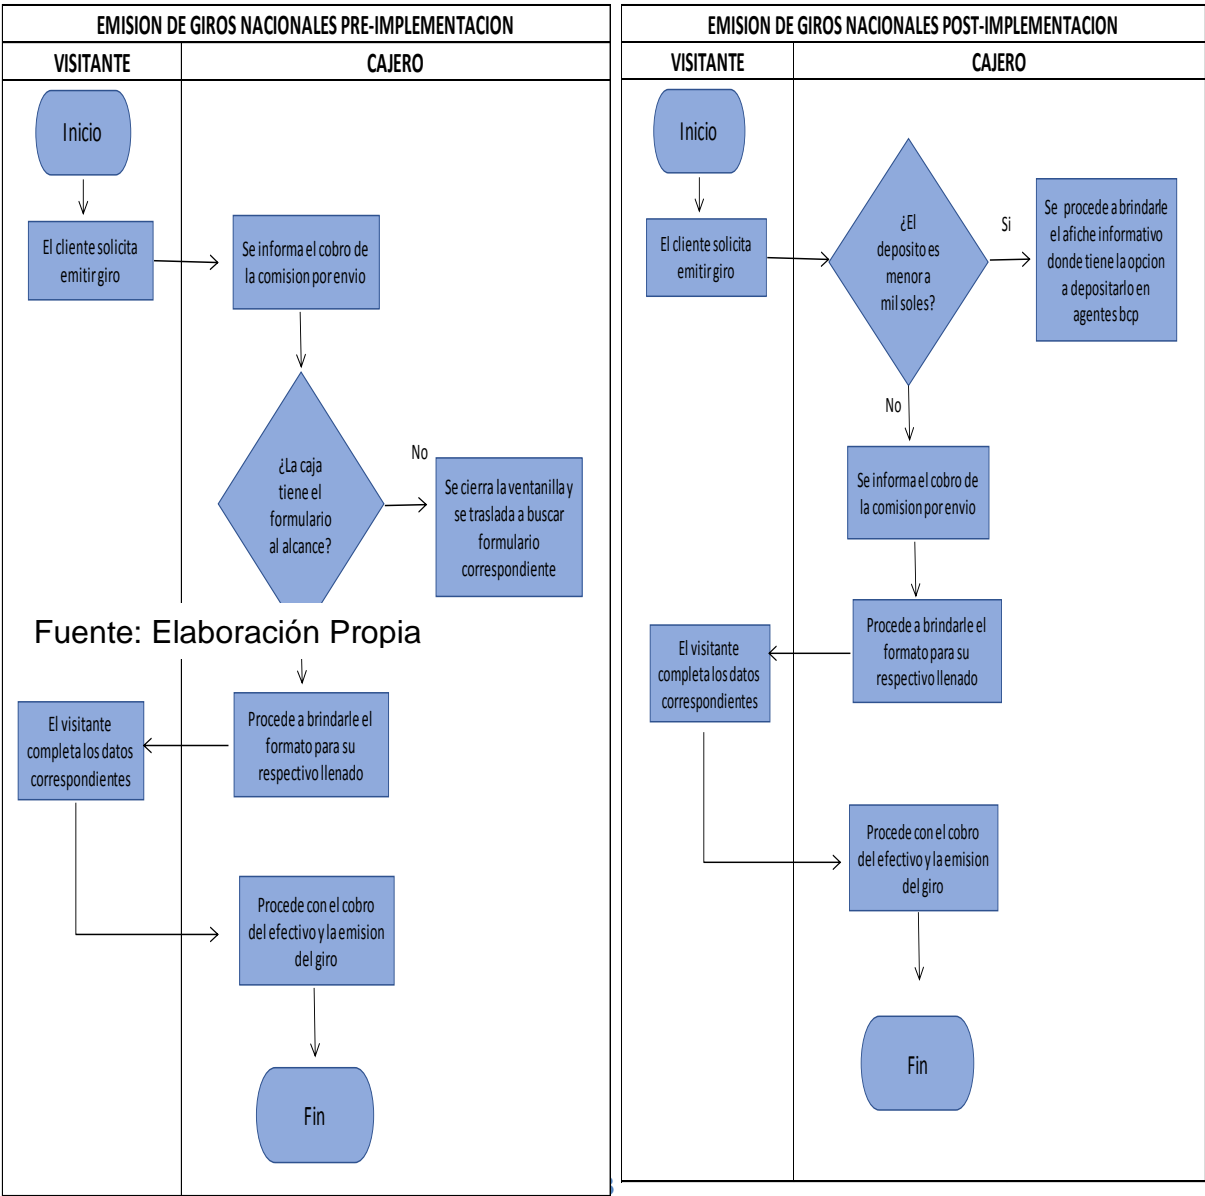 EMISION DE GIROS NACIONALES PRE-IMPLEMENTACION
VISITANTE
CAJERO
Inicio
El cliente solicita
emitir giro
Se informa el cobro de
la comision por envio
¿La caja
tiene el
formulario
al alcance?
No
Se cierra la ventanilla y
se traslada a buscar
formulario
correspondiente
Fuente: Elaboración Propia
Procede a brindarle el
formato para su
respectivo llenado
El visitante
completa los datos
correspondientes
Procede con el cobro
del efectivo y la emision
del giro
Fin
EMISION DE GIROS NACIONALES POST-IMPLEMENTACION
VISITANTE
CAJERO
Inicio
El cliente solicita
emitir giro
¿El
deposito es
menor a
mil soles?
Si
Se procede a brindarle
el afiche informativo
donde tiene la opcion
a depositarlo en
agentes bcp
No
Se informa el cobro de
la comision por envio
Procede a brindarle el
formato para su
respectivo llenado
El visitante
completa los datos
correspondientes
Procede con el cobro
del efectivo y la emision
del giro
Fin